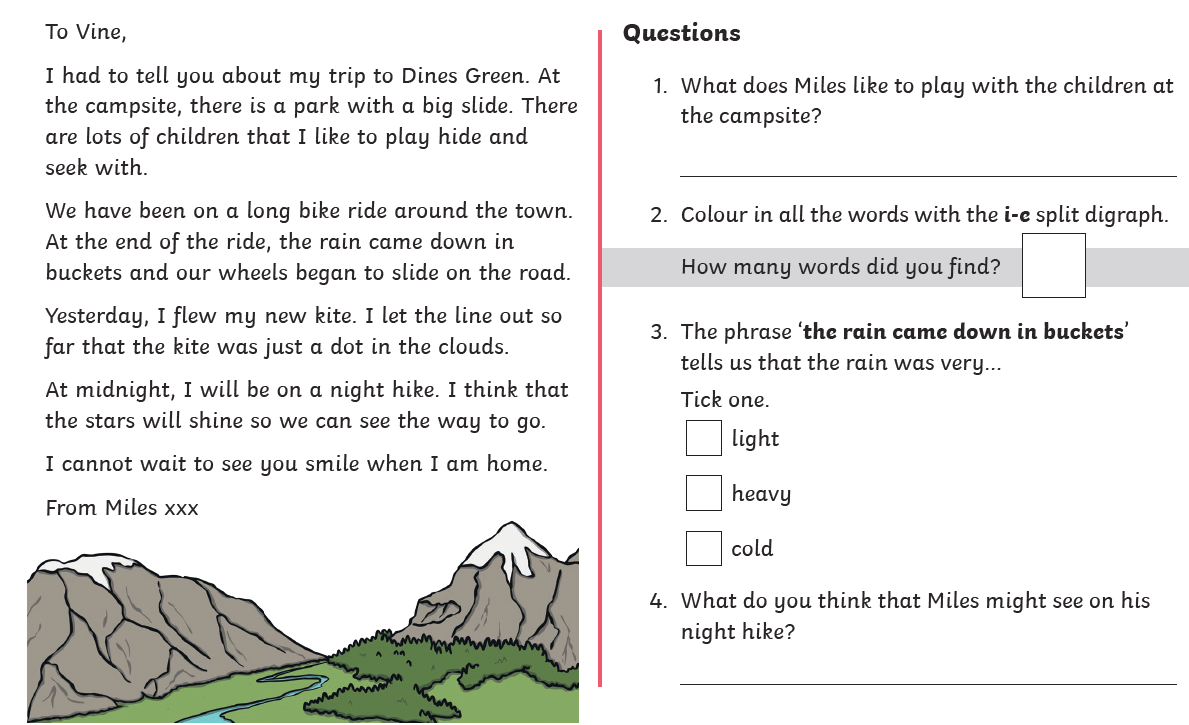 To Vine,
I had to tell you about my trip to Dines Green. At
the campsite, there is a park with a big slide. There
are lots of children that I like to play hide and
seek with.
We have been on a long bike ride around the town.
At the end of the ride, the rain came down in
buckets and our wheels began to slide on the road.
Yesterday, I flew my new kite. I let the line out so
far that the kite was just a dot in the clouds.
At midnight, I will be on a night hike. I think that
the stars will shine so we can see the way to go.
I cannot wait to see you smile when I am home.
From Miles xxx
Questions
1. What does Miles like to play with the children at
the campsite?
2. Colour in all the words with the i-e split digraph.
How many words did you find?
3. The phrase ‘the rain came down in buckets’
tells us that the rain was very...
Tick one.
light
heavy
cold
4. What do you think that Miles might see on his
night hike?